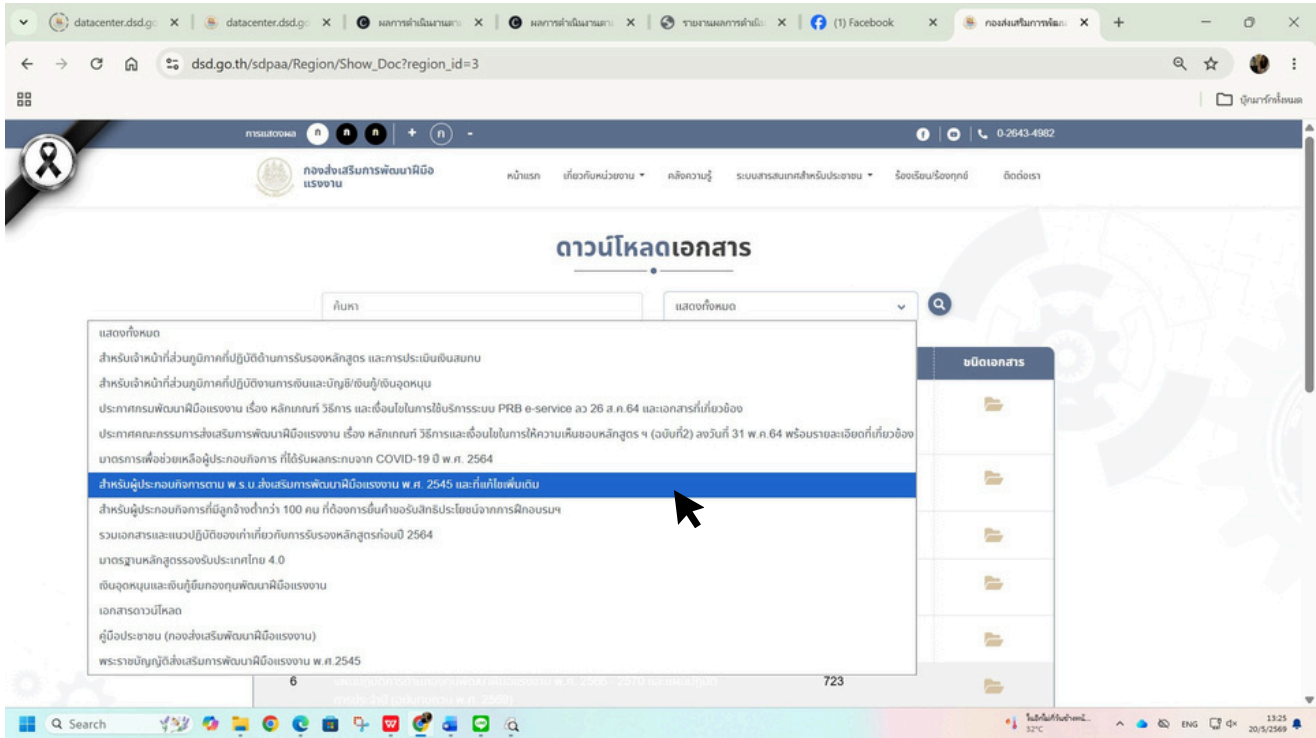 datacenter.dsd.go
datacenter.dsd.go
ผลการดำเนินงานตาม
ผลการดำเนินงานตาม
รายงานผลการดำเนิน
(1) Facebook
กองส่งเสริมการพัฒนา
dsd.go.th/sdpaa/Region/Show_Doc?region_id=3
บุ๊กมาร์กทั้งหมด
การแสดงผล ก ก ก + ก -
0-2643-4982
กองส่งเสริมการพัฒนาฝีมือ
แรงงาน
หน้าแรก เกี่ยวกับหน่วยงาน คลังความรู้ ระบบสารสนเทศสำหรับประชาชน ร้องเรียน/ร้องทุกข์ ติดต่อเรา
ดาวน์โหลดเอกสาร
ค้นหา แสดงทั้งหมด
แสดงทั้งหมด
สำหรับเจ้าหน้าที่ส่วนภูมิภาคที่ปฏิบัติด้านการรับรองหลักสูตร และการประเมินเงินสมทบ
ชนิดเอกสาร
สำหรับเจ้าหน้าที่ส่วนภูมิภาคที่ปฏิบัติงานการเงินและบัญชี/เงินกู้/เงินอุดหนุน
ประกาศกรมพัฒนาฝีมือแรงงาน เรื่อง หลักเกณฑ์ วิธีการ และเงื่อนไขในการใช้บริการระบบ PRB e-service ลว 26 ส.ค.64 และเอกสารที่เกี่ยวข้อง
ประกาศคณะกรรมการส่งเสริมการพัฒนาฝีมือแรงงาน เรื่อง หลักเกณฑ์ วิธีการและเงื่อนไขในการให้ความเห็นชอบหลักสูตร ฯ (ฉบับที่2) ลงวันที่ 31 พ.ค.64 พร้อมรายละเอียดที่เกี่ยวข้อง
มาตรการเพื่อช่วยเหลือผู้ประกอบกิจการ ที่ได้รับผลกระทบจาก COVID-19 ปี พ.ศ. 2564
สำหรับผู้ประกอบกิจการตาม พ.ร.บ.ส่งเสริมการพัฒนาฝีมือแรงงาน พ.ศ. 2545 และที่แก้ไขเพิ่มเติม
สำหรับผู้ประกอบกิจการที่มีลูกจ้างต่ำกว่า 100 คน ที่ต้องการยื่นคำขอรับสิทธิประโยชน์จากการฝึกอบรมฯ
รวมเอกสารและแนวปฏิบัติของเก่าเกี่ยวกับการรับรองหลักสูตรก่อนปี 2564
มาตรฐานหลักสูตรรองรับประเทศไทย 4.0
เงินอุดหนุนและเงินกู้ยืมกองทุนพัฒนาฝีมือแรงงาน
เอกสารดาวน์โหลด
คู่มือประชาชน (กองส่งเสริมพัฒนาฝีมือแรงงาน)
พระราชบัญญัติส่งเสริมการพัฒนาฝีมือแรงงาน พ.ศ.2545
6 723
Search
32°C
ENG
13:25
20/5/2569